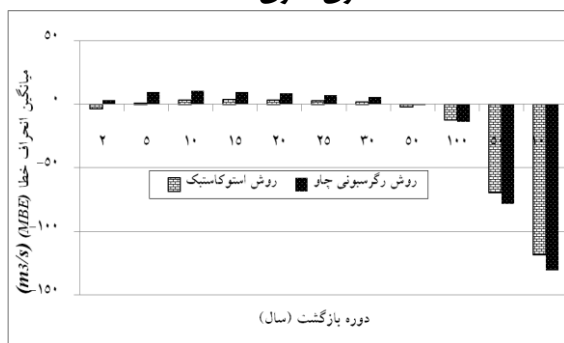 ۵۰
۰
-۵۰
-۱۰۰
-۱۵۰
میانگین انحراف خطا (MBE) (m3/s)
۲ ۵ ۱۰ ۱۵ ۲۰ ۲۵ ۳۰ ۵۰ ۱۰۰
روش رگرسیونی چاو
روش استوکاستیک
دوره بازگشت (سال)